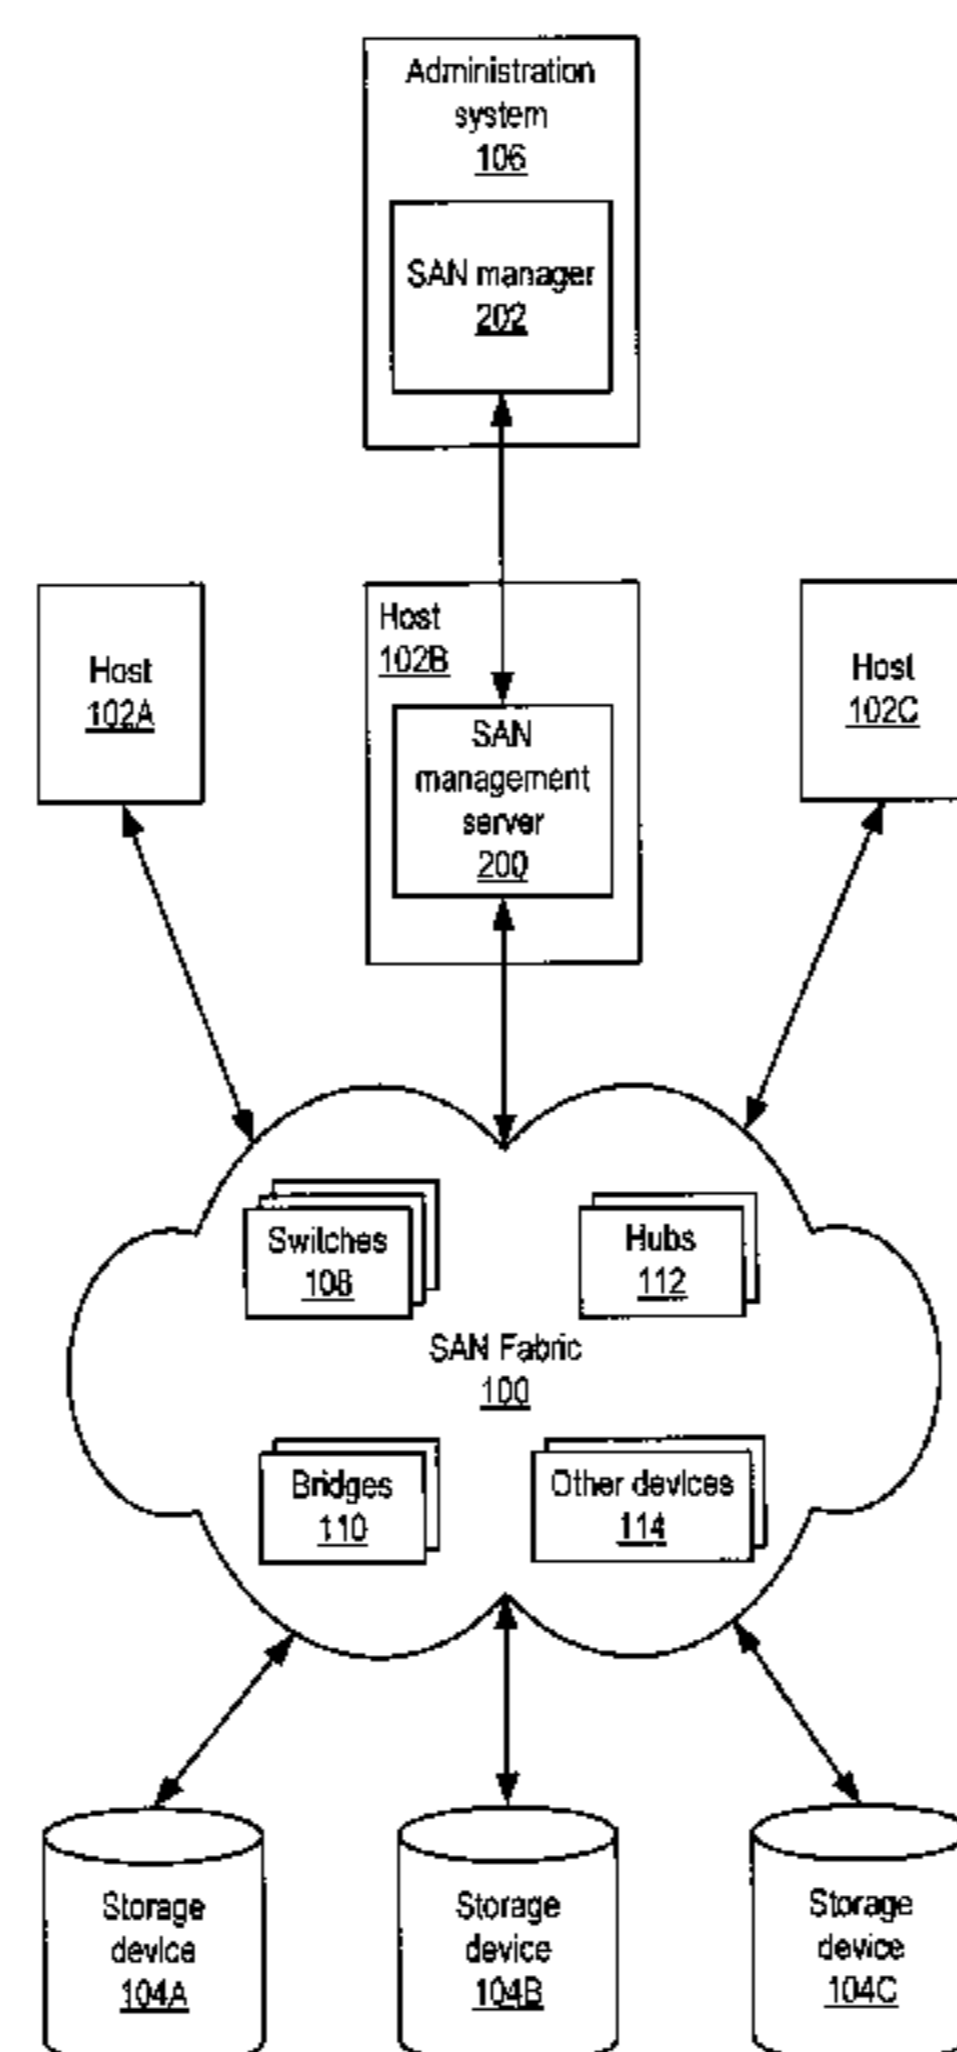 Administration
system
106
SAN manager
202
Host
102A
Host
102B
SAN
management
server
200
Host
102C
Switches
108
Hubs
112
SAN Fabric
100
Bridges
110
Other devices
114
Storage
device
104A
Storage
device
104B
Storage
device
104C